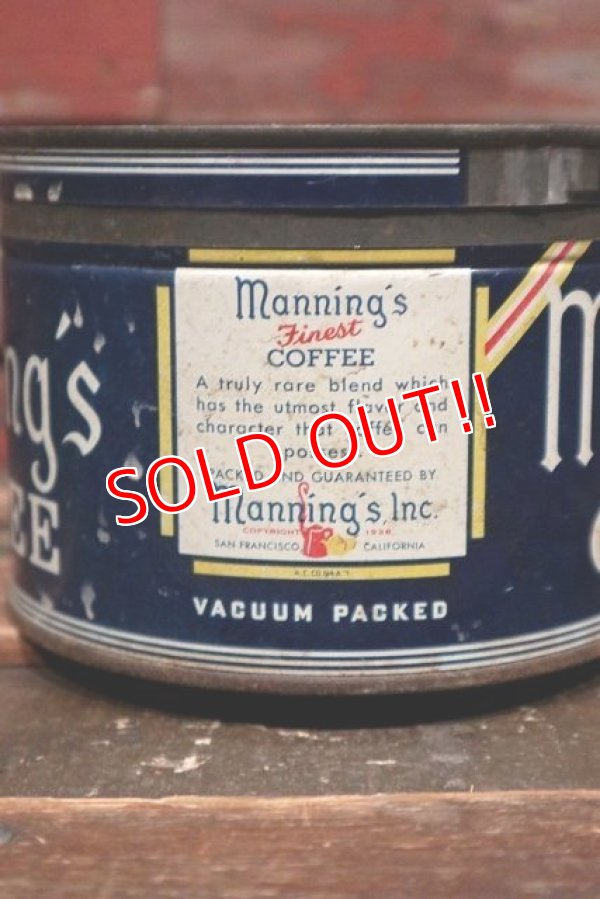 Manning's
Finest
COFFEE
A truly rare blend which
has the utmost flavor and
character that coffee can
possess
PACKED AND GUARANTEED BY
Manning's, Inc.
COPYRIGHT 1936
SAN FRANCISCO CALIFORNIA
VACUUM PACKED
ng's
EE
M
SOLD OUT!!